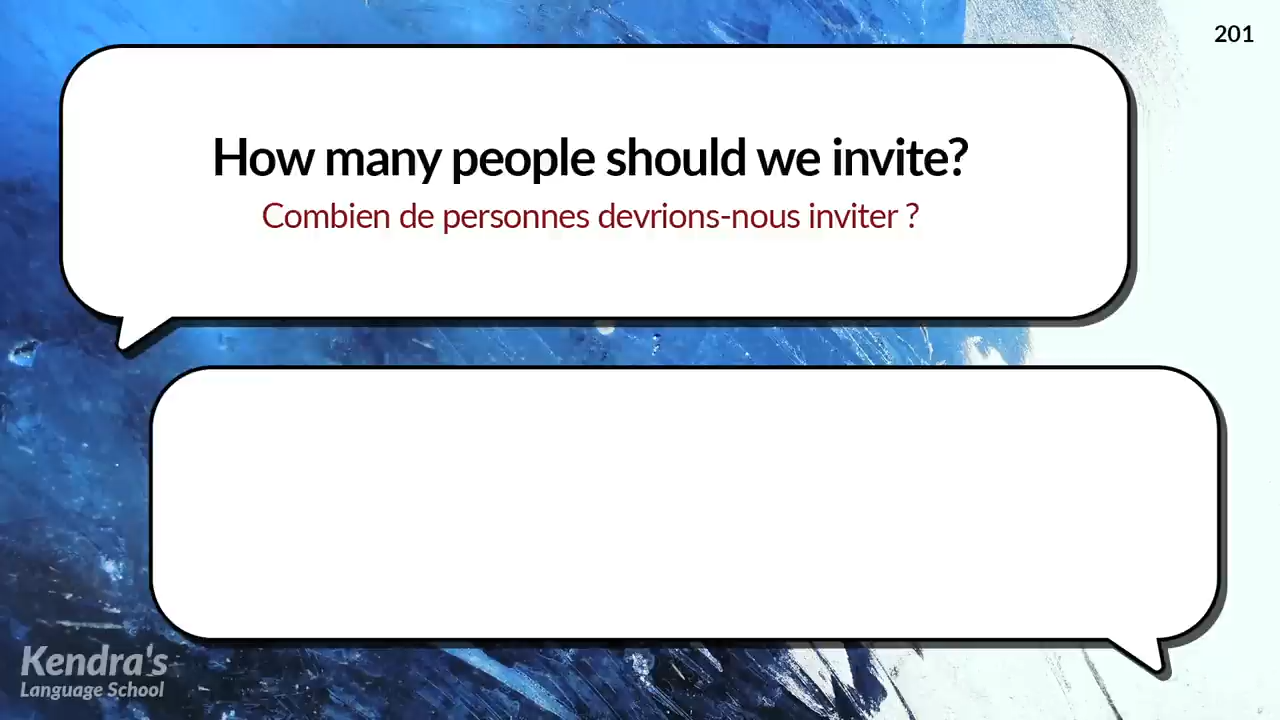 201
How many people should we invite?
Combien de personnes devrions-nous inviter ?
Kendra's
Language School